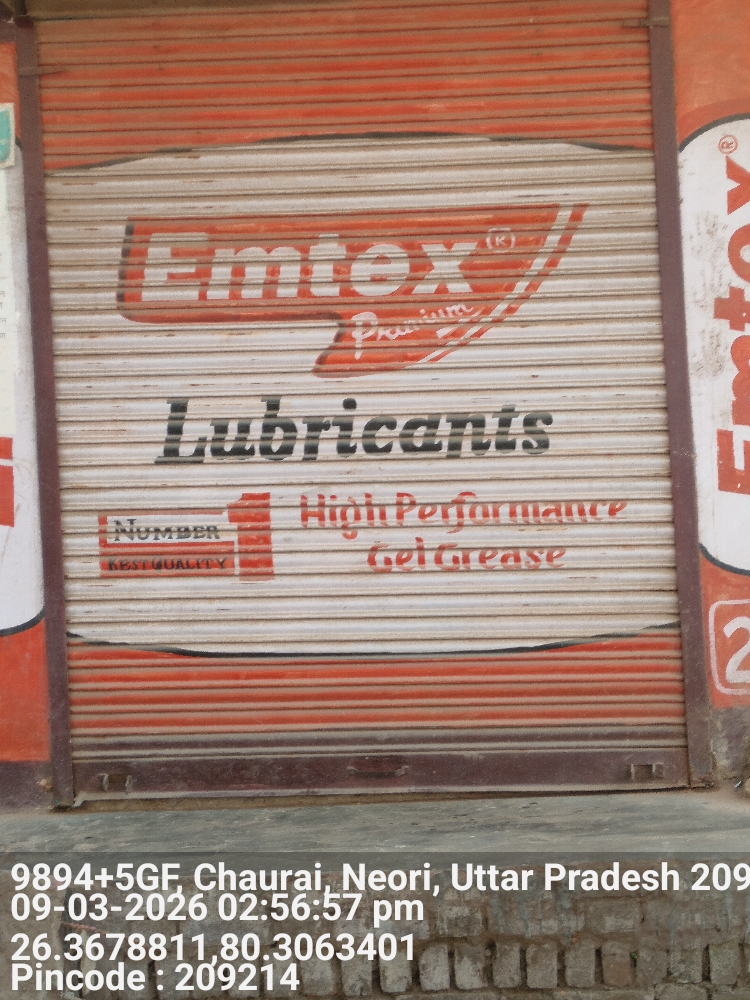 Emtex ®
Premium
Lubricants
NUMBER 1
BEST QUALITY
High Performance
Gel Grease
Emtex ®
2
9894+5GF, Chaurai, Neori, Uttar Pradesh 209
09-03-2026 02:56:57 pm
26.3678811,80.3063401
Pincode : 209214